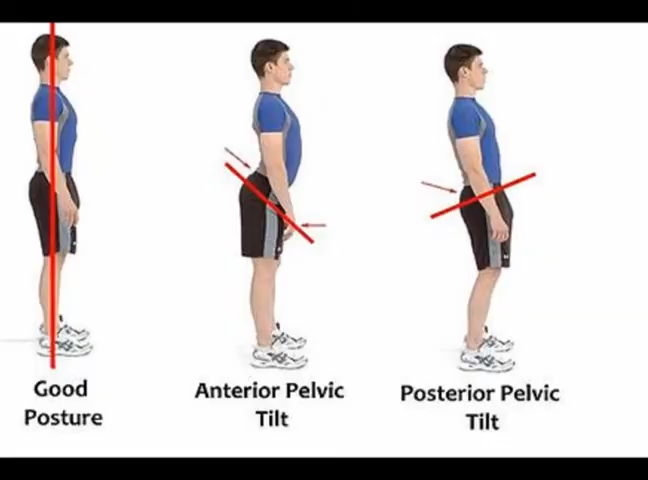 Good
Posture
Anterior Pelvic
Tilt
Posterior Pelvic
Tilt